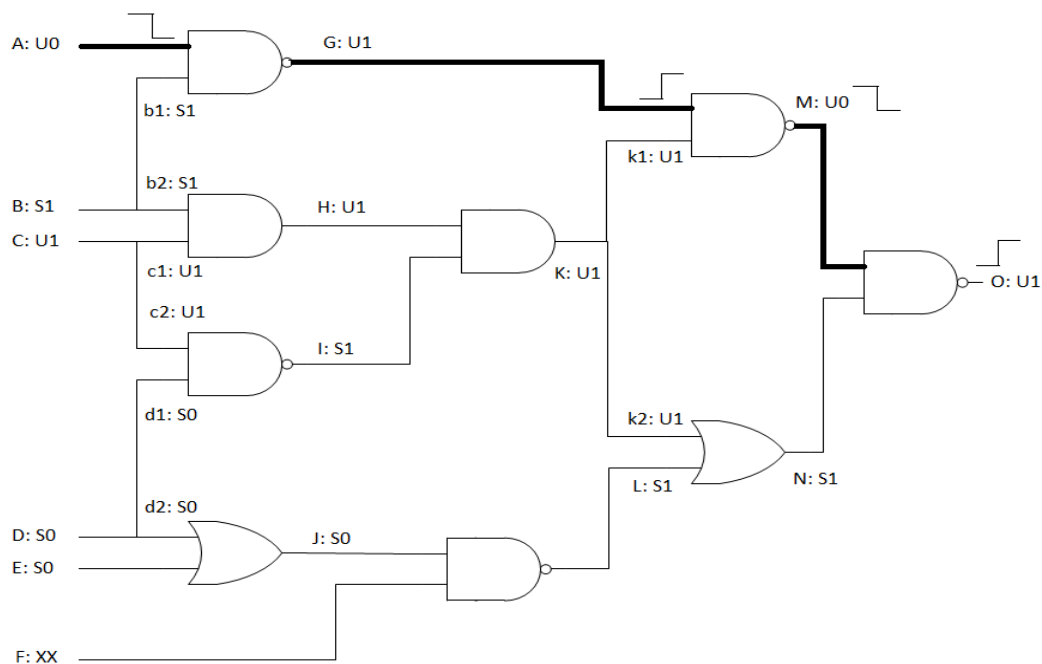 A: U0
G: U1
M: U0
b1: S1
k1: U1
b2: S1
B: S1
H: U1
C: U1
c1: U1
K: U1
O: U1
c2: U1
I: S1
d1: S0
k2: U1
L: S1
N: S1
d2: S0
D: S0
J: S0
E: S0
F: XX